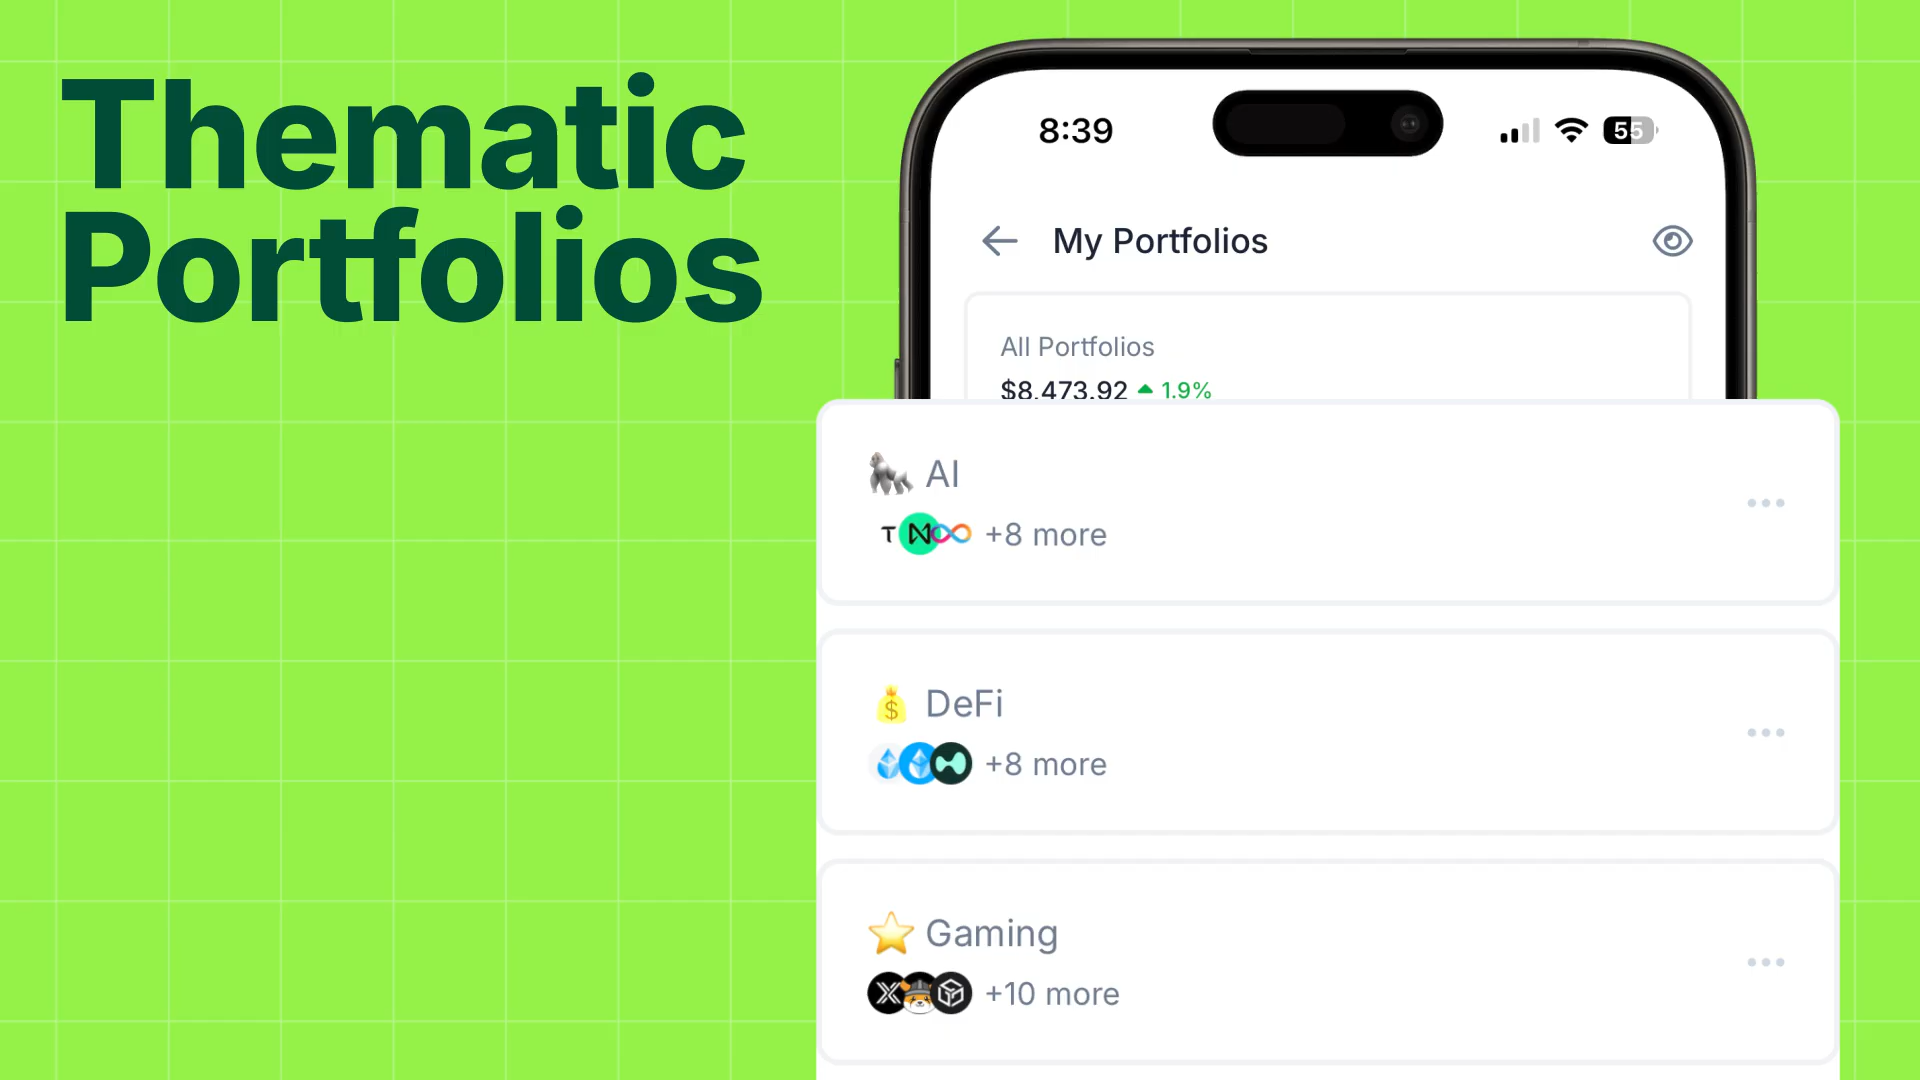 Thematic
Portfolios
8:39
55
My Portfolios
All Portfolios
$8,473.92 1.9%
AI
T +8 more
DeFi
+8 more
Gaming
+10 more